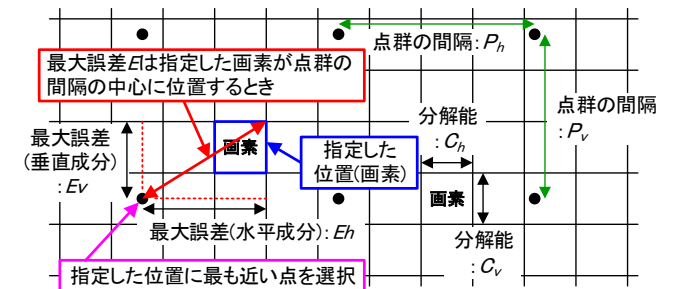 点群の間隔:Ph
最大誤差Eは指定した画素が点群の
間隔の中心に位置するとき
点群の間隔
:Pv
分解能
:Ch
最大誤差
(垂直成分)
:Ev
画素
指定した
位置(画素)
画素
最大誤差(水平成分):Eh
分解能
:Cv
指定した位置に最も近い点を選択